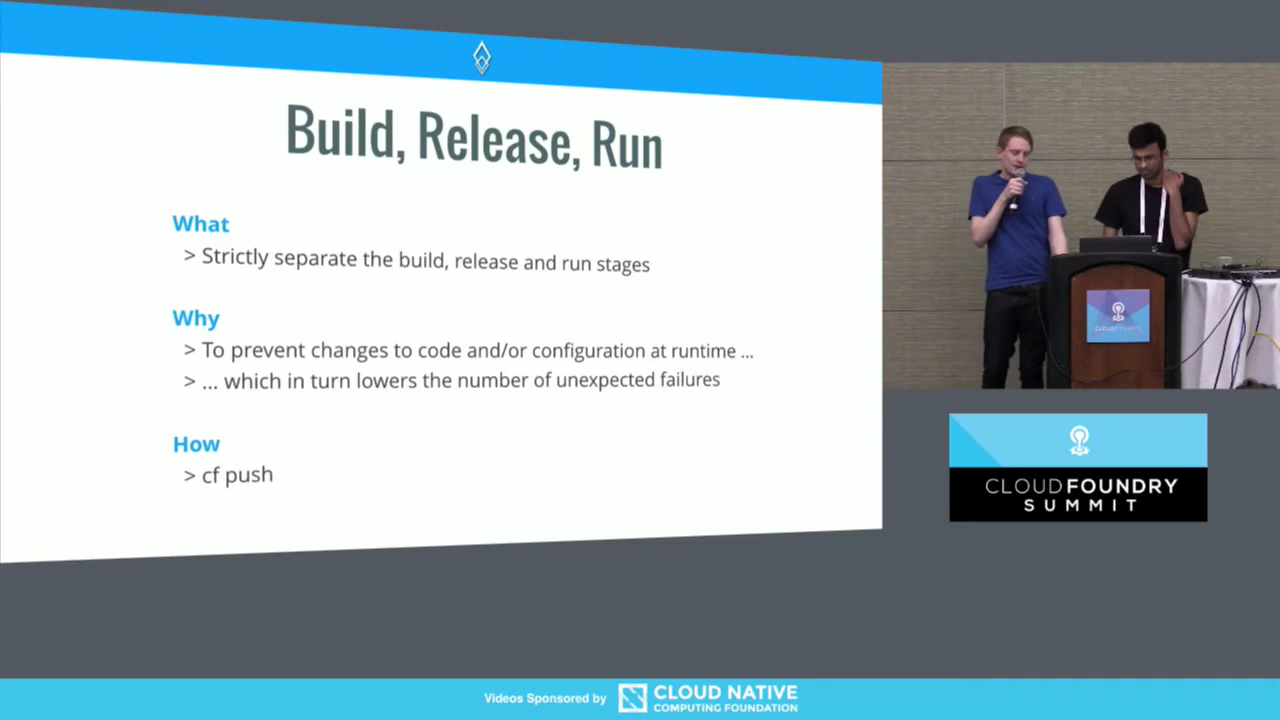 Build, Release, Run
What
> Strictly separate the build, release and run stages
Why
> To prevent changes to code and/or configuration at runtime ...
> ... which in turn lowers the number of unexpected failures
How
> cf push
CLOUDFOUNDRY
CLOUDFOUNDRY
SUMMIT
Videos Sponsored by
CLOUD NATIVE
COMPUTING FOUNDATION